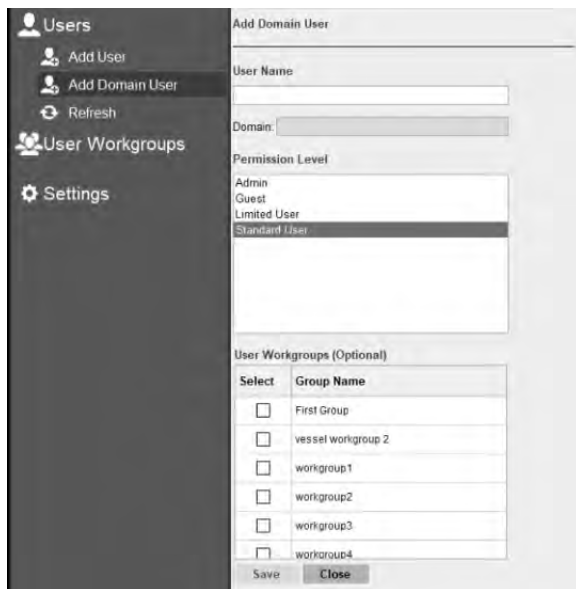 Users
Add User
Add Domain User
Refresh
User Workgroups
Settings
Add Domain User
User Name
Domain:
Permission Level
Admin
Guest
Limited User
Standard User
User Workgroups (Optional)
Select Group Name
First Group
vessel workgroup 2
workgroup1
workgroup2
workgroup3
workgroup4
Save Close